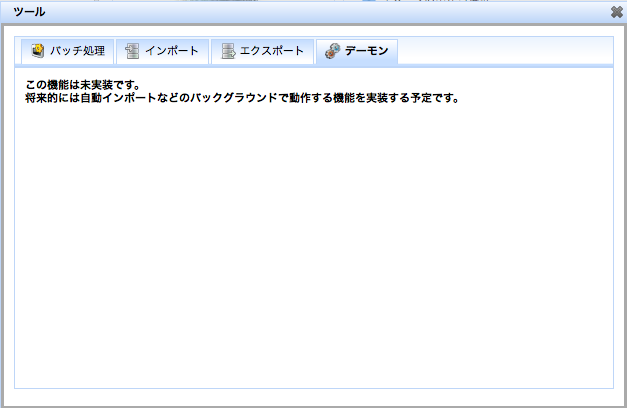 ツール
バッチ処理 インポート エクスポート デーモン
この機能は未実装です。
将来的には自動インポートなどのバックグラウンドで動作する機能を実装する予定です。